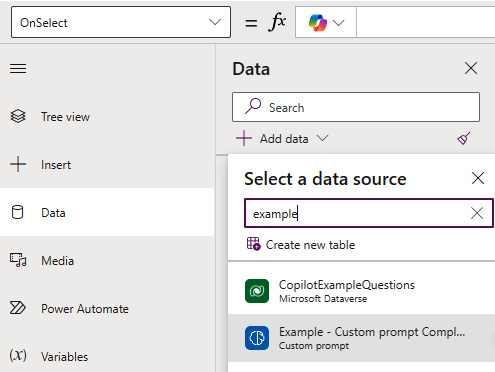 OnSelect
= fx
Data
Search
Add data
Tree view
Insert
Data
Media
Power Automate
(x) Variables
Select a data source
example
Create new table
CopilotExampleQuestions
Microsoft Dataverse
Example - Custom prompt Compl...
Custom prompt